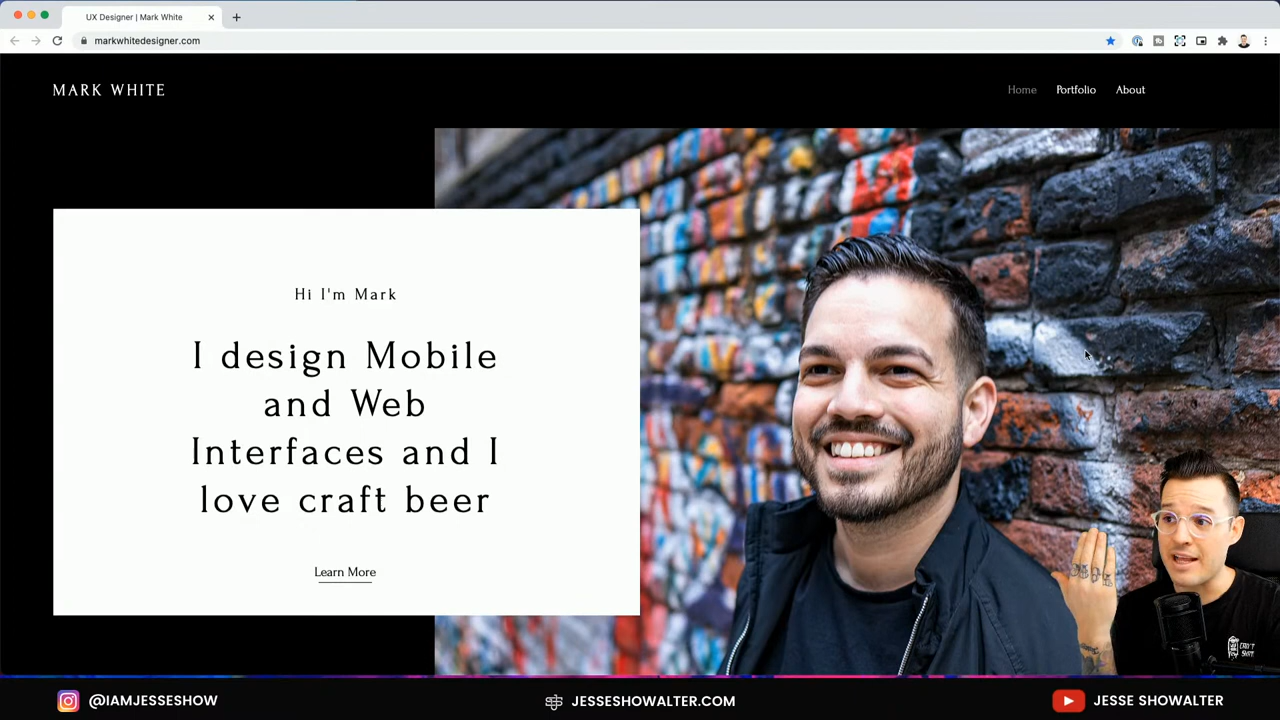 UX Designer | Mark White
markwhitedesigner.com
MARK WHITE
Home Portfolio About
Hi I'm Mark
I design Mobile
and Web
Interfaces and I
love craft beer
Learn More
@IAMJESSESHOW
JESSESHOWALTER.COM
JESSE SHOWALTER